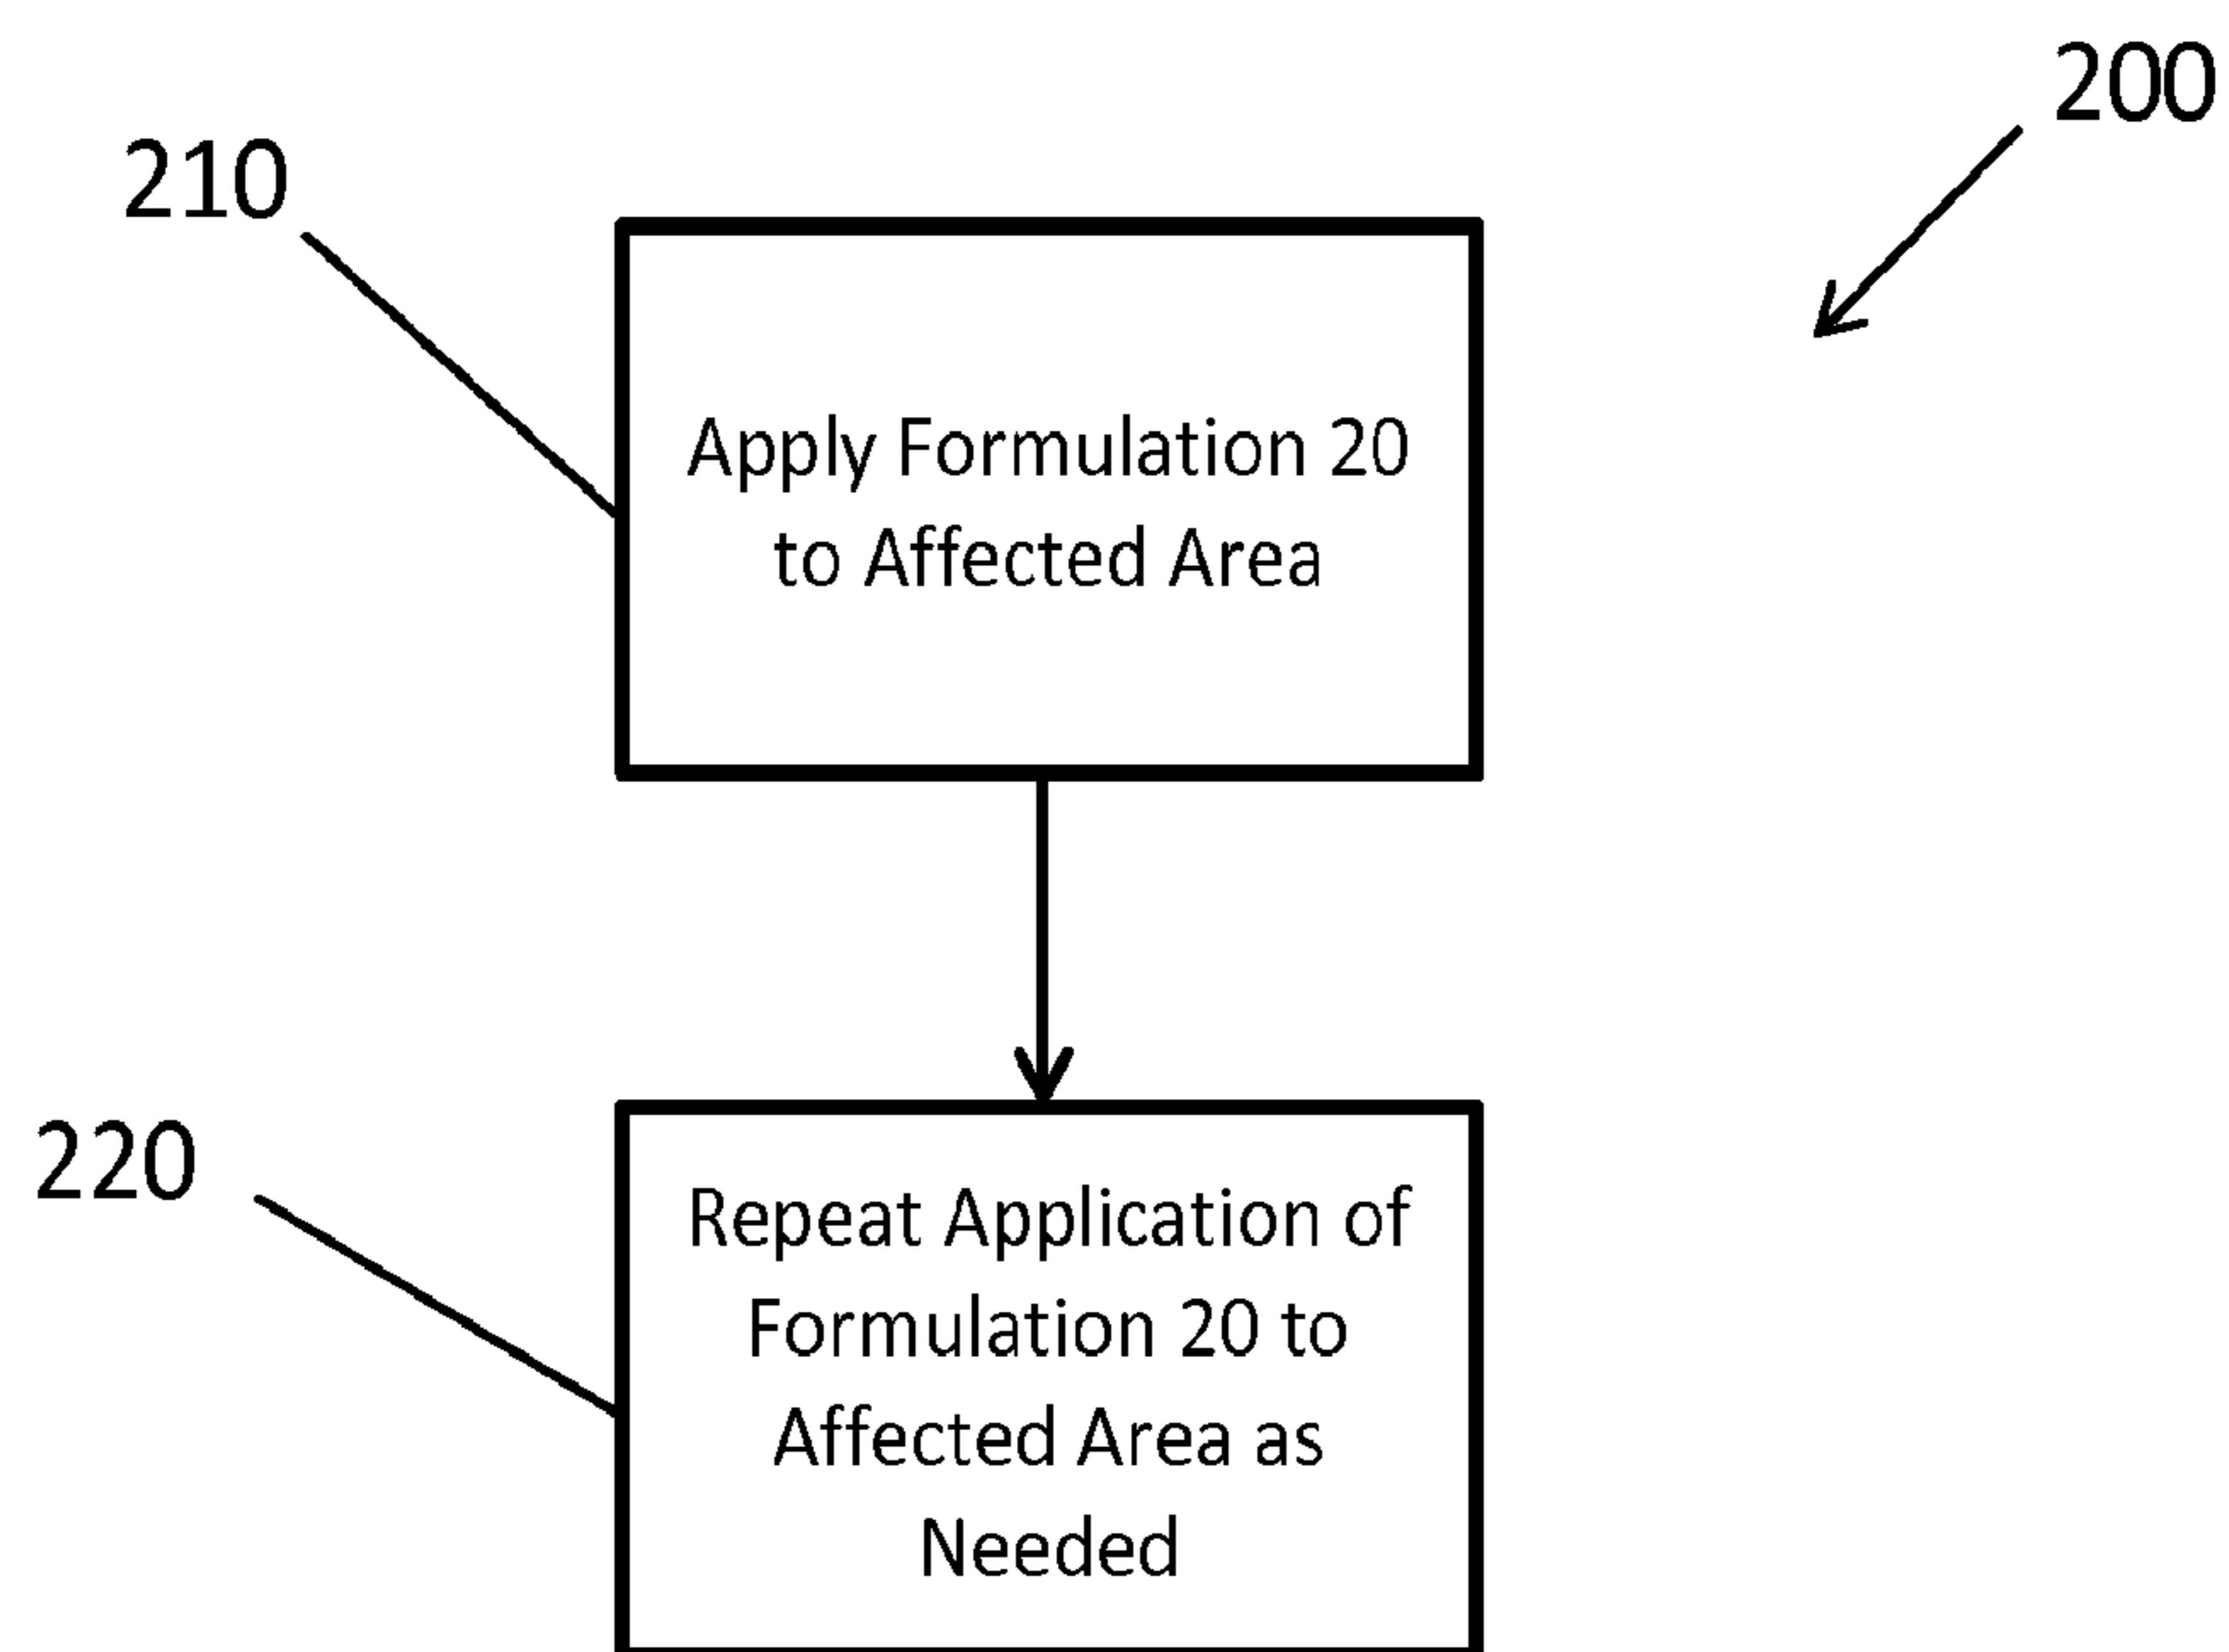 200
210
Apply Formulation 20
to Affected Area
220
Repeat Application of
Formulation 20 to
Affected Area as
Needed